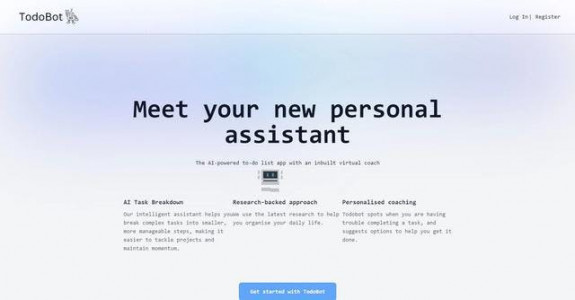 TodoBot
Log In| Register
Meet your new personal
assistant
The AI-powered to-do list app with an inbuilt virtual coach
AI Task Breakdown
Our intelligent assistant helps you
break complex tasks into smaller,
more manageable steps, making it
easier to tackle projects and
maintain momentum.
Research-backed approach
We use the latest research to help
you organise your daily life.
Personalised coaching
Todobot spots when you are having
trouble completing a task, and
suggests options to help you get it
done.
Get started with TodoBot